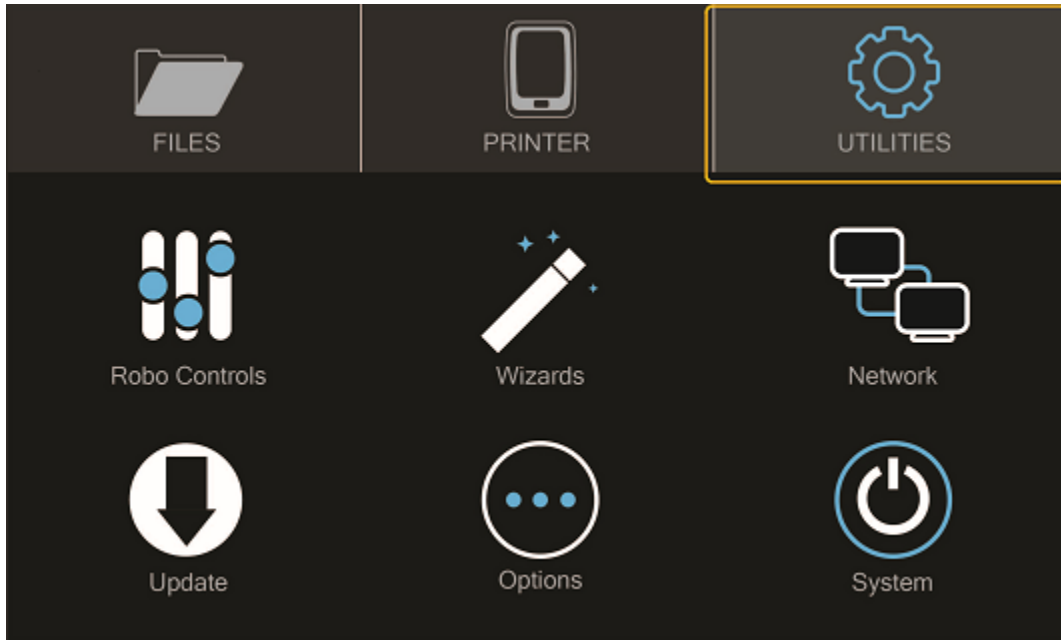 FILES
PRINTER
UTILITIES
Robo Controls
Wizards
Network
Update
Options
System